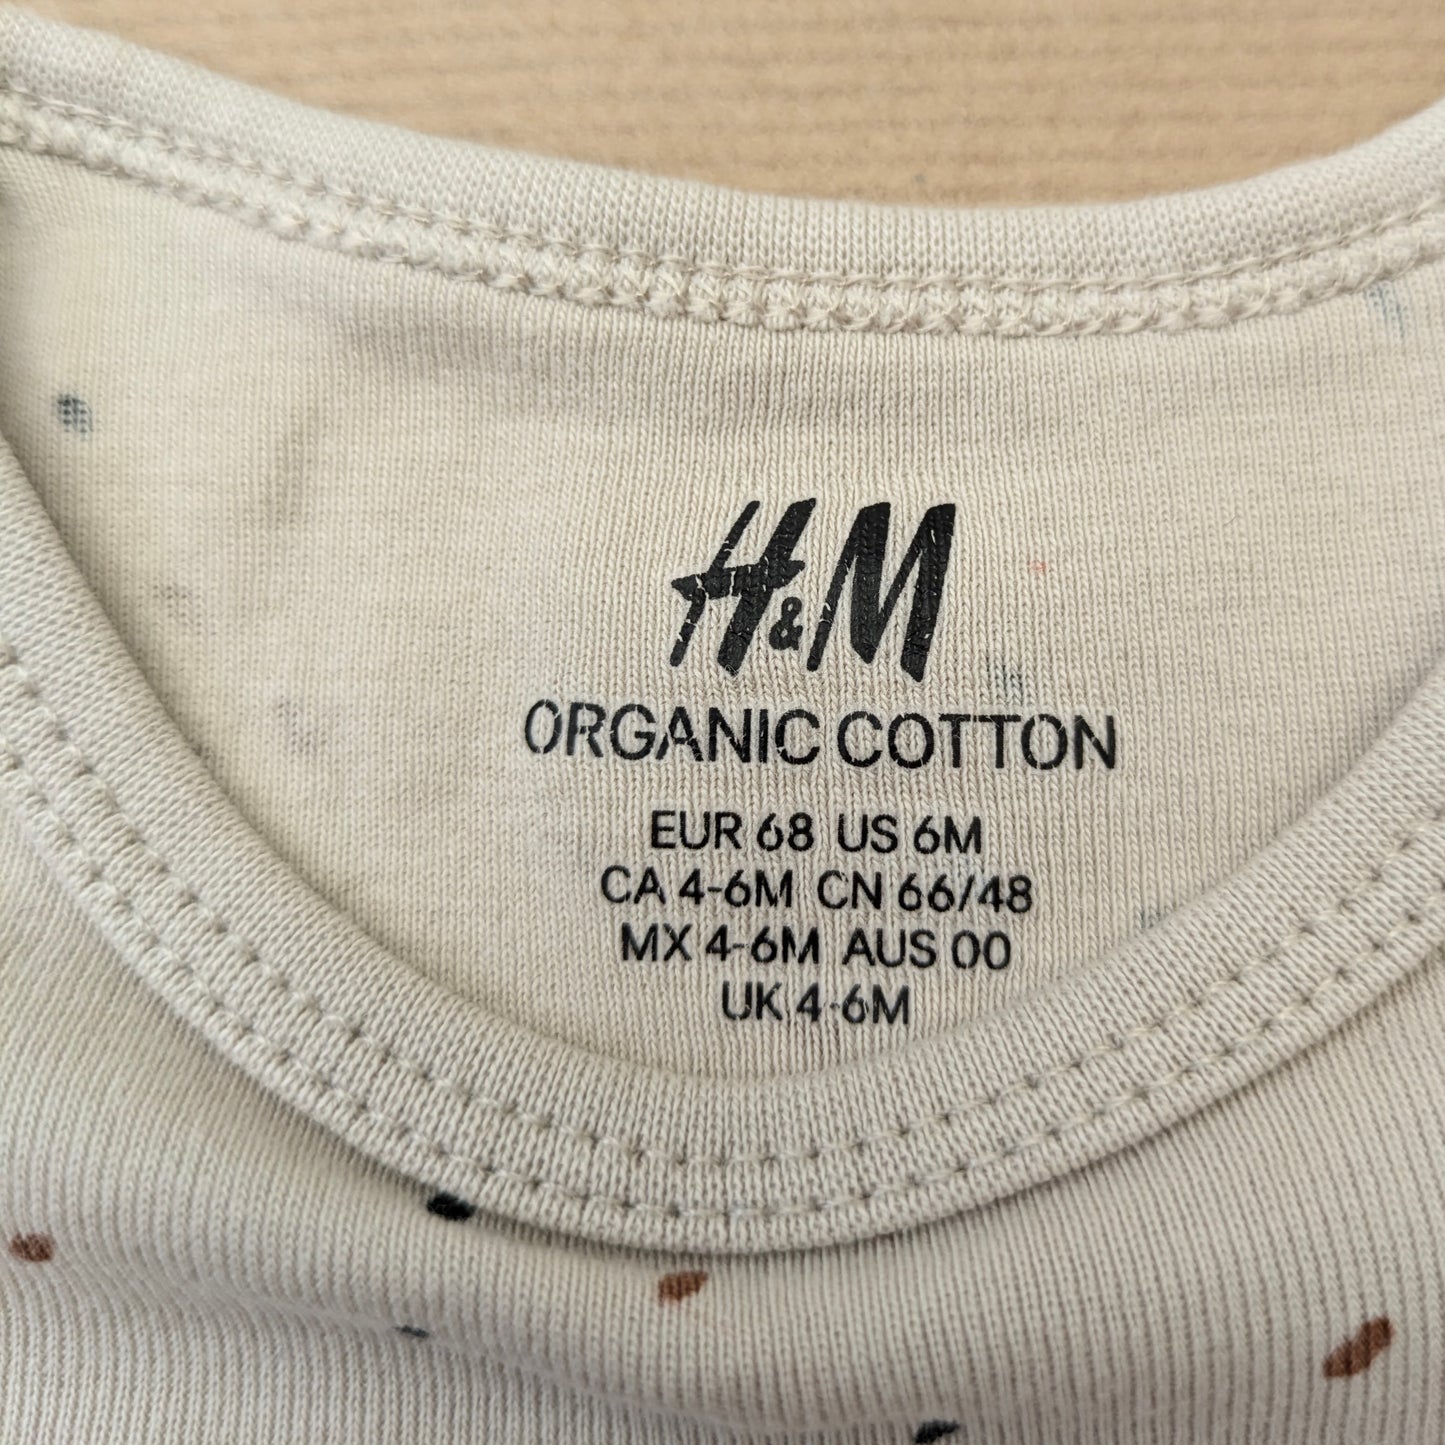 H&M
ORGANIC COTTON
EUR 68 US 6M
CA 4-6M CN 66/48
MX 4-6M AUS 00
UK 4-6M